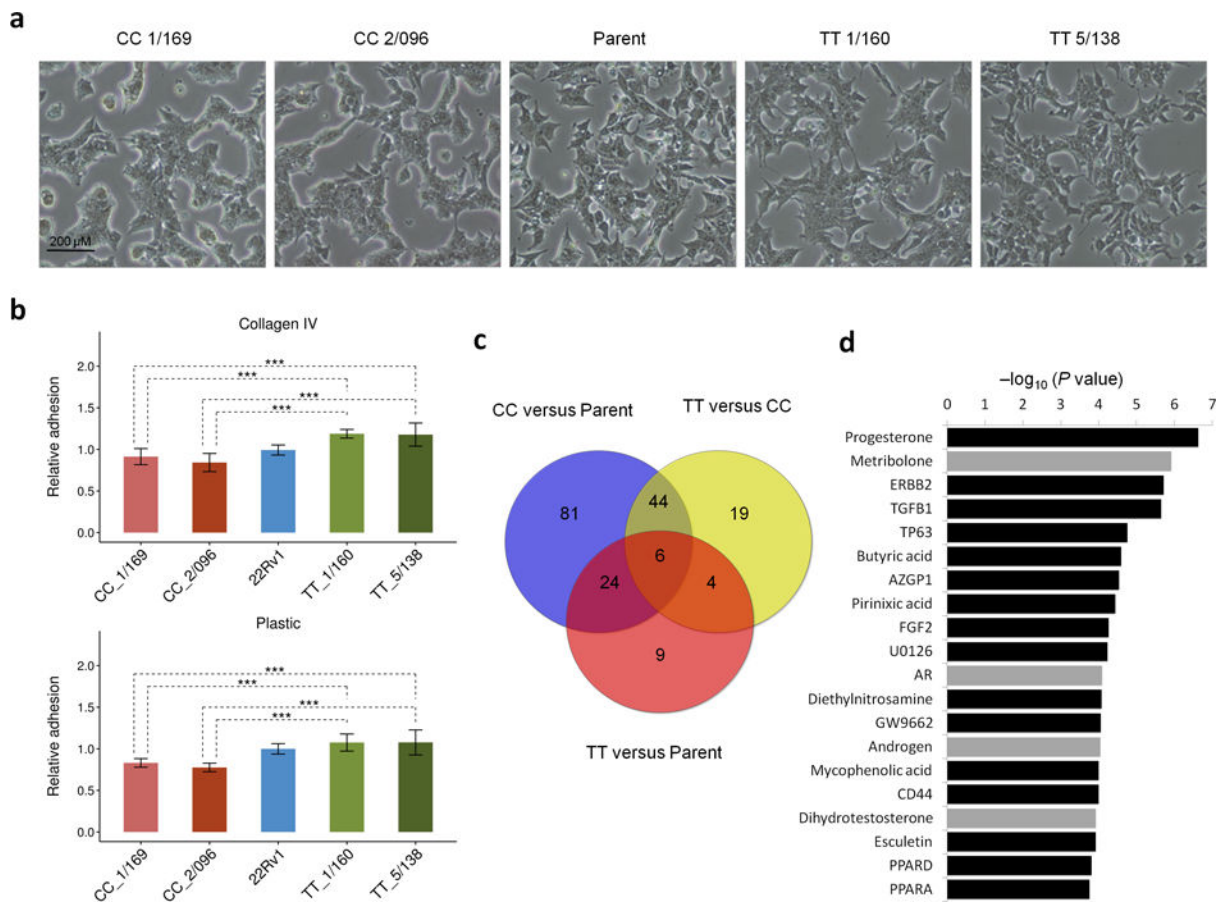 a
CC 1/169
CC 2/096
Parent
TT 1/160
TT 5/138
200 µM
b
Collagen IV
Relative adhesion
2.0
1.5
1.0
0.5
0.0
***
***
***
***
CC_1/169
CC_2/096
22Rv1
TT_1/160
TT_5/138
Plastic
Relative adhesion
2.0
1.5
1.0
0.5
0.0
***
***
***
***
CC_1/169
CC_2/096
22Rv1
TT_1/160
TT_5/138
c
CC versus Parent
TT versus CC
81
44
19
6
24
4
9
TT versus Parent
d
–log10 (P value)
0 1 2 3 4 5 6 7
Progesterone
Metribolone
ERBB2
TGFB1
TP63
Butyric acid
AZGP1
Pirinixic acid
FGF2
U0126
AR
Diethylnitrosamine
GW9662
Androgen
Mycophenolic acid
CD44
Dihydrotestosterone
Esculetin
PPARD
PPARA